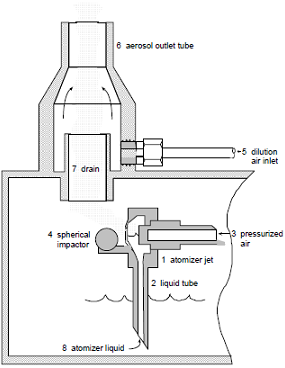 6 aerosol outlet tube
5 dilution
air inlet
7 drain
4 spherical
impactor
3 pressurized
air
1 atomizer jet
2 liquid tube
8 atomizer liquid